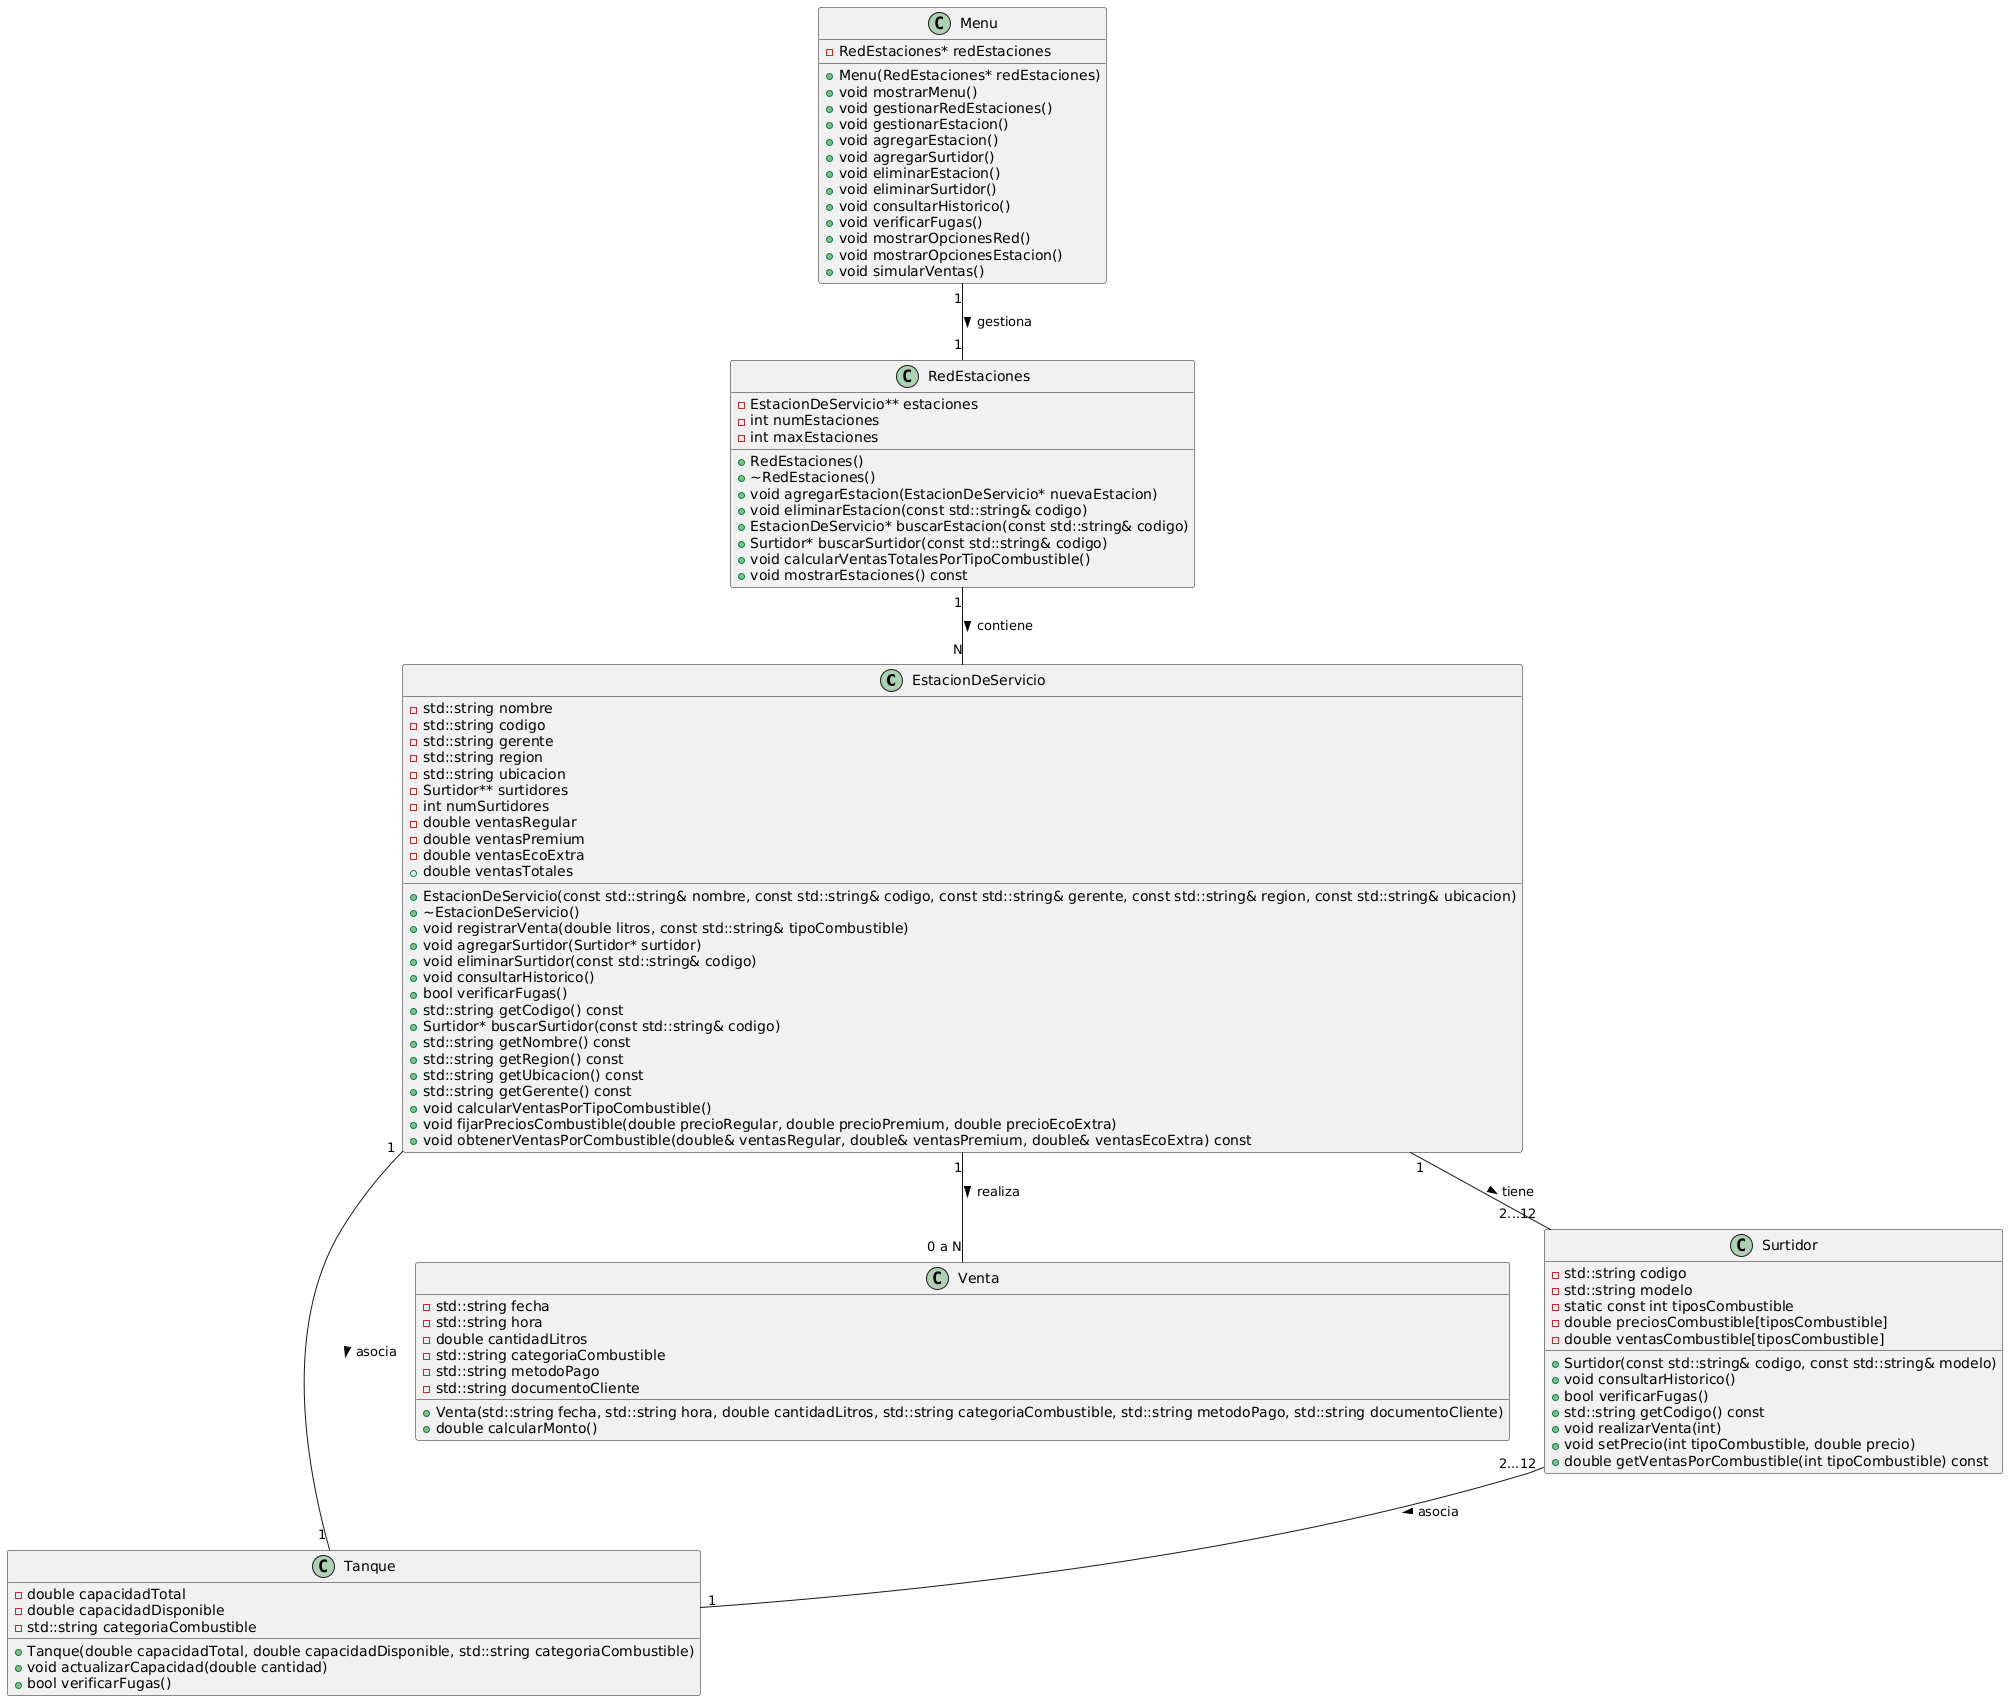 C Menu
RedEstaciones* redEstaciones
Menu(RedEstaciones* redEstaciones)
void mostrarMenu()
void gestionarRedEstaciones()
void gestionarEstacion()
void agregarEstacion()
void agregarSurtidor()
void eliminarEstacion()
void eliminarSurtidor()
void consultarHistorico()
void verificarFugas()
void mostrarOpcionesRed()
void mostrarOpcionesEstacion()
void simularVentas()
1
gestiona
1
C RedEstaciones
EstacionDeServicio** estaciones
int numEstaciones
int maxEstaciones
RedEstaciones()
~RedEstaciones()
void agregarEstacion(EstacionDeServicio* nuevaEstacion)
void eliminarEstacion(const std::string& codigo)
EstacionDeServicio* buscarEstacion(const std::string& codigo)
Surtidor* buscarSurtidor(const std::string& codigo)
void calcularVentasTotalesPorTipoCombustible()
void mostrarEstaciones() const
1
contiene
N
C EstacionDeServicio
std::string nombre
std::string codigo
std::string gerente
std::string region
std::string ubicacion
Surtidor** surtidores
int numSurtidores
double ventasRegular
double ventasPremium
double ventasEcoExtra
double ventasTotales
EstacionDeServicio(const std::string& nombre, const std::string& codigo, const std::string& gerente, const std::string& region, const std::string& ubicacion)
~EstacionDeServicio()
void registrarVenta(double litros, const std::string& tipoCombustible)
void agregarSurtidor(Surtidor* surtidor)
void eliminarSurtidor(const std::string& codigo)
void consultarHistorico()
bool verificarFugas()
std::string getCodigo() const
Surtidor* buscarSurtidor(const std::string& codigo)
std::string getNombre() const
std::string getRegion() const
std::string getUbicacion() const
std::string getGerente() const
void calcularVentasPorTipoCombustible()
void fijarPreciosCombustible(double precioRegular, double precioPremium, double precioEcoExtra)
void obtenerVentasPorCombustible(double& ventasRegular, double& ventasPremium, double& ventasEcoExtra) const
1
1
1
realiza
tiene
2...12
0 a N
C Surtidor
std::string codigo
std::string modelo
static const int tiposCombustible
double preciosCombustible[tiposCombustible]
double ventasCombustible[tiposCombustible]
Surtidor(const std::string& codigo, const std::string& modelo)
void consultarHistorico()
bool verificarFugas()
std::string getCodigo() const
void realizarVenta(int)
void setPrecio(int tipoCombustible, double precio)
double getVentasPorCombustible(int tipoCombustible) const
C Venta
std::string fecha
std::string hora
double cantidadLitros
std::string categoriaCombustible
std::string metodoPago
std::string documentoCliente
Venta(std::string fecha, std::string hora, double cantidadLitros, std::string categoriaCombustible, std::string metodoPago, std::string documentoCliente)
double calcularMonto()
asocia
2...12
asocia
1
1
C Tanque
double capacidadTotal
double capacidadDisponible
std::string categoriaCombustible
Tanque(double capacidadTotal, double capacidadDisponible, std::string categoriaCombustible)
void actualizarCapacidad(double cantidad)
bool verificarFugas()